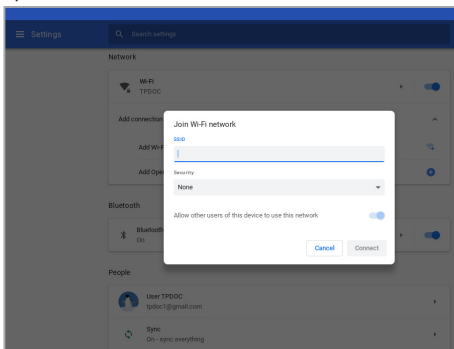 Settings
Search settings
Network
Wi-Fi
TPDOC
Add connection
Add Wi-F
Add Ope
Join Wi-Fi network
SSID
Security
None
Allow other users of this device to use this network
Cancel
Connect
Bluetooth
Bluetooth
On
People
User TPDOC
tpdoc1@gmail.com
Sync
On - sync everything